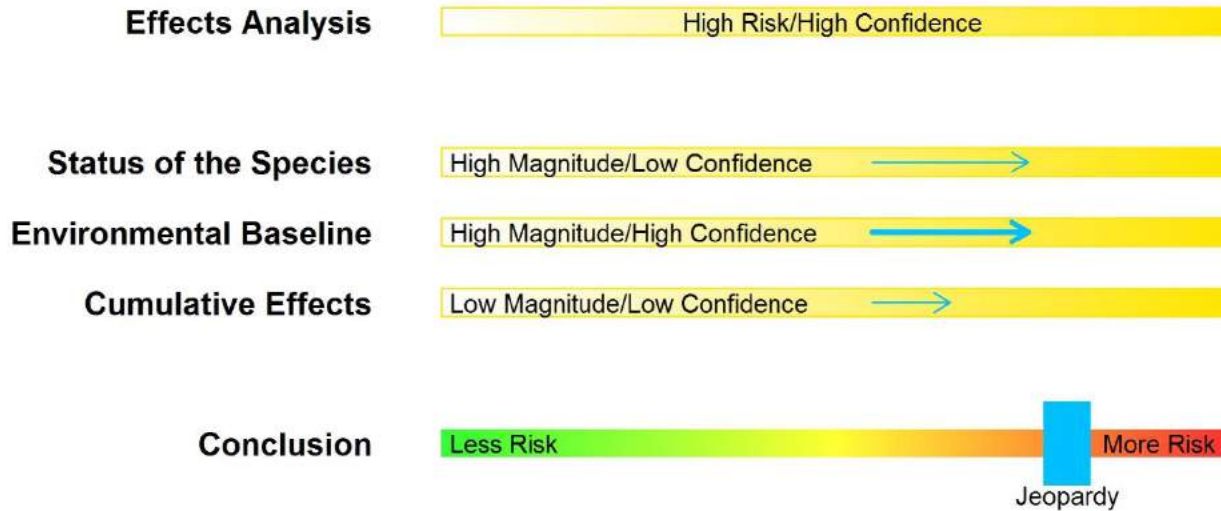 Effects Analysis
High Risk/High Confidence
Status of the Species
High Magnitude/Low Confidence
Environmental Baseline
High Magnitude/High Confidence
Cumulative Effects
Low Magnitude/Low Confidence
Conclusion
Less Risk
More Risk
Jeopardy